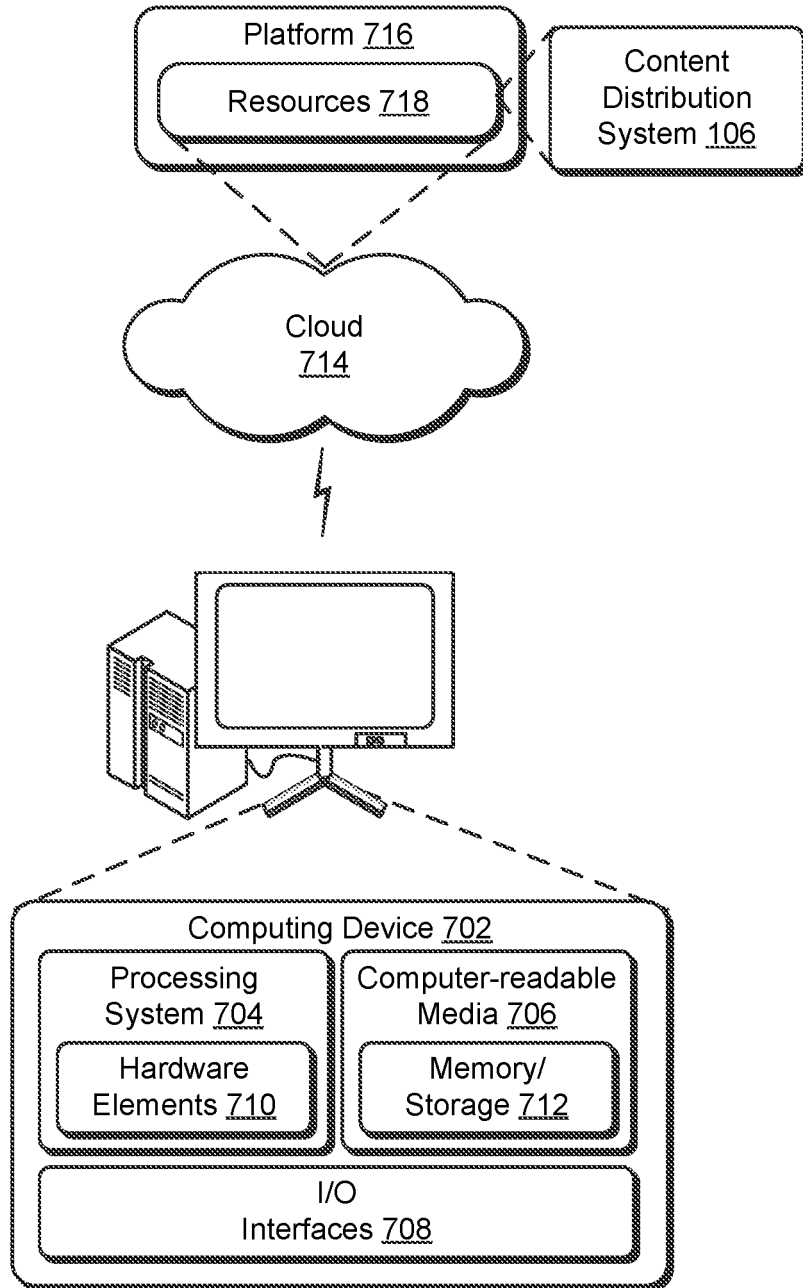 Platform 716
Resources 718
Content
Distribution
System 106
Cloud
714
Computing Device 702
Processing
System 704
Hardware
Elements 710
Computer-readable
Media 706
Memory/
Storage 712
I/O
Interfaces 708